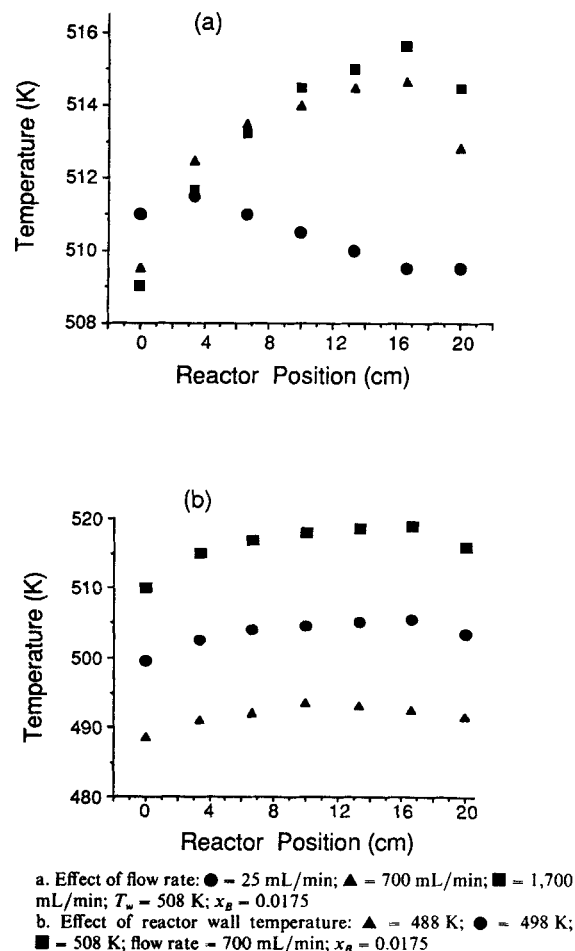 (a)
516
514
512
510
508
Temperature (K)
0 4 8 12 16 20
Reactor Position (cm)
(b)
520
510
500
490
480
Temperature (K)
0 4 8 12 16 20
Reactor Position (cm)
a. Effect of flow rate: ● = 25 mL/min; ▲ = 700 mL/min; ■ = 1,700
mL/min; T_w = 508 K; x_B = 0.0175
b. Effect of reactor wall temperature: ▲ = 488 K; ● = 498 K;
■ = 508 K; flow rate = 700 mL/min; x_B = 0.0175